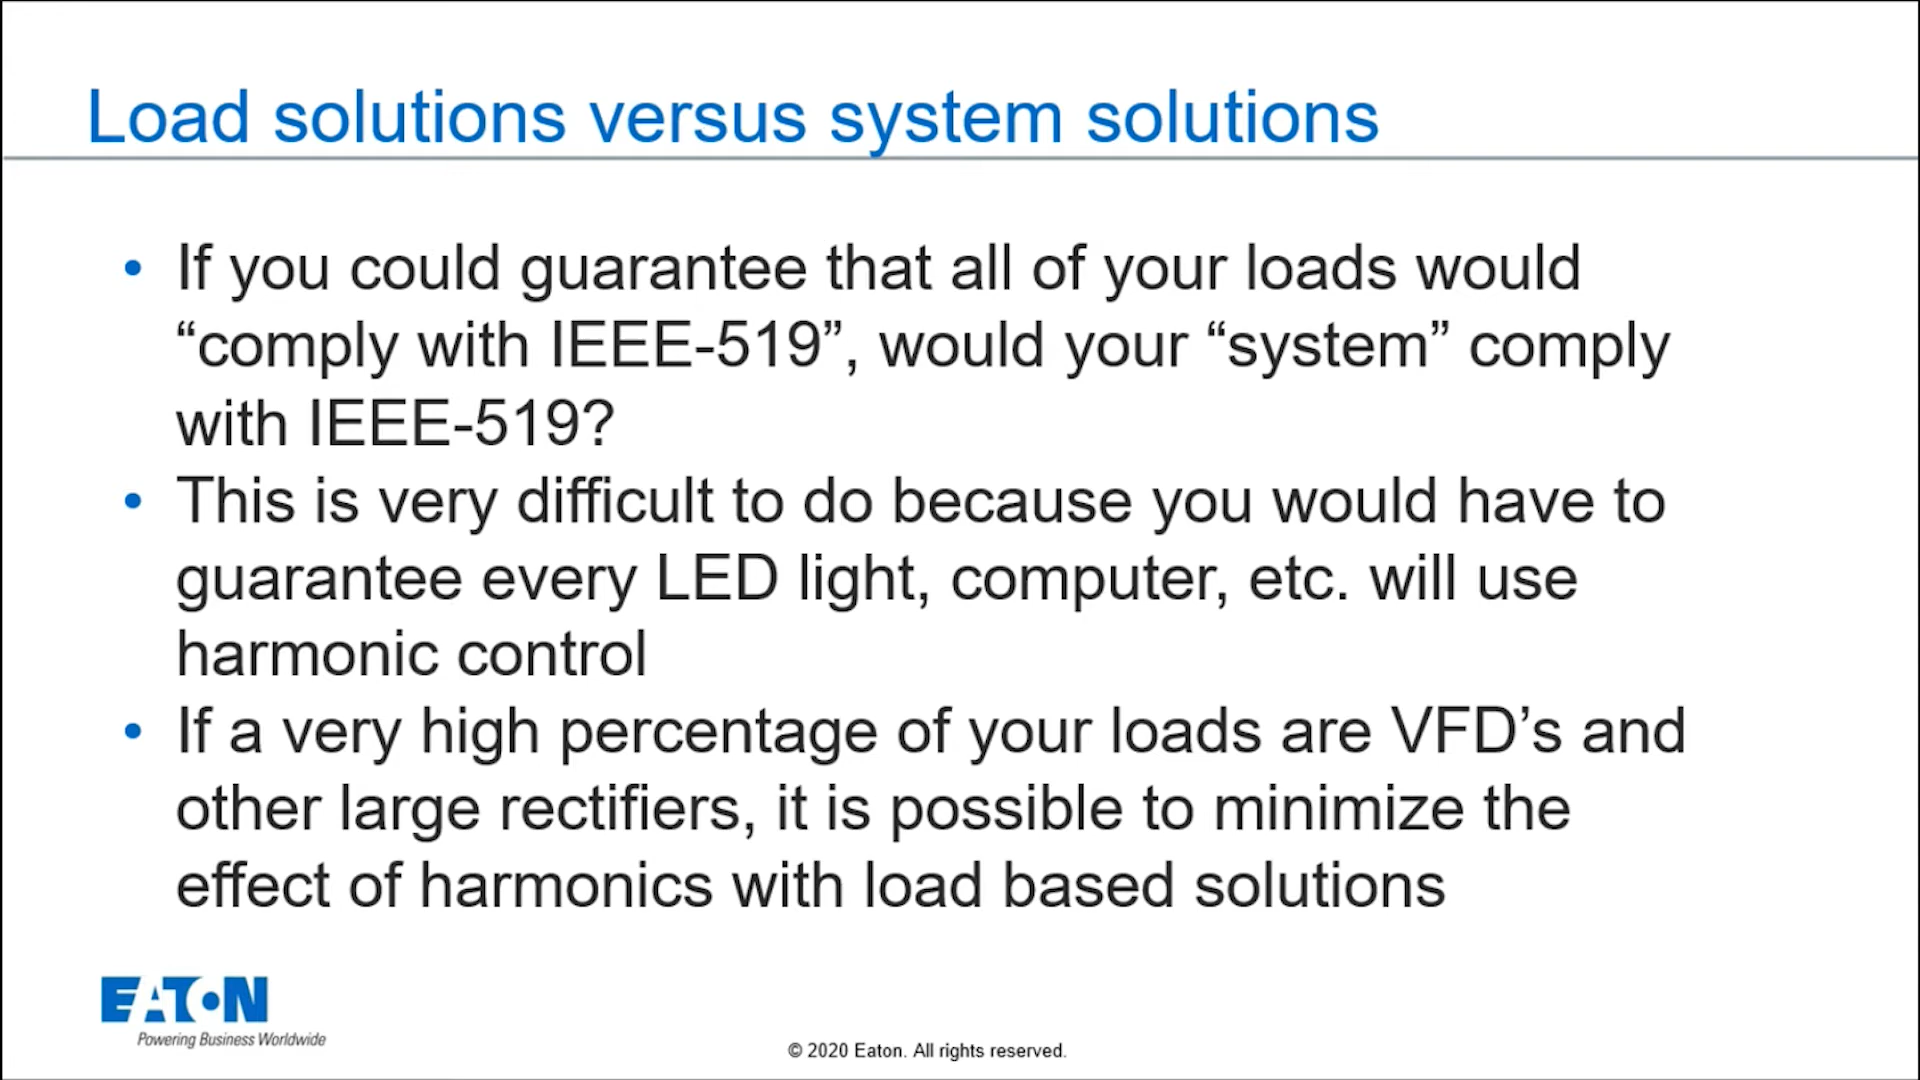 Load solutions versus system solutions
• If you could guarantee that all of your loads would
“comply with IEEE-519”, would your “system” comply
with IEEE-519?
• This is very difficult to do because you would have to
guarantee every LED light, computer, etc. will use
harmonic control
• If a very high percentage of your loads are VFD’s and
other large rectifiers, it is possible to minimize the
effect of harmonics with load based solutions
EATON
Powering Business Worldwide
© 2020 Eaton. All rights reserved.